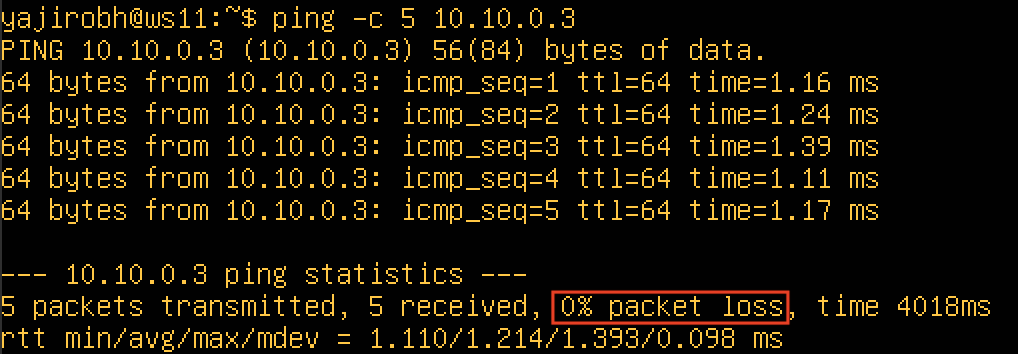 yajirobh@ws11:~$ ping -c 5 10.10.0.3
PING 10.10.0.3 (10.10.0.3) 56(84) bytes of data.
64 bytes from 10.10.0.3: icmp_seq=1 ttl=64 time=1.16 ms
64 bytes from 10.10.0.3: icmp_seq=2 ttl=64 time=1.24 ms
64 bytes from 10.10.0.3: icmp_seq=3 ttl=64 time=1.39 ms
64 bytes from 10.10.0.3: icmp_seq=4 ttl=64 time=1.11 ms
64 bytes from 10.10.0.3: icmp_seq=5 ttl=64 time=1.17 ms

--- 10.10.0.3 ping statistics ---
5 packets transmitted, 5 received, 0% packet loss, time 4018ms
rtt min/avg/max/mdev = 1.110/1.214/1.393/0.098 ms